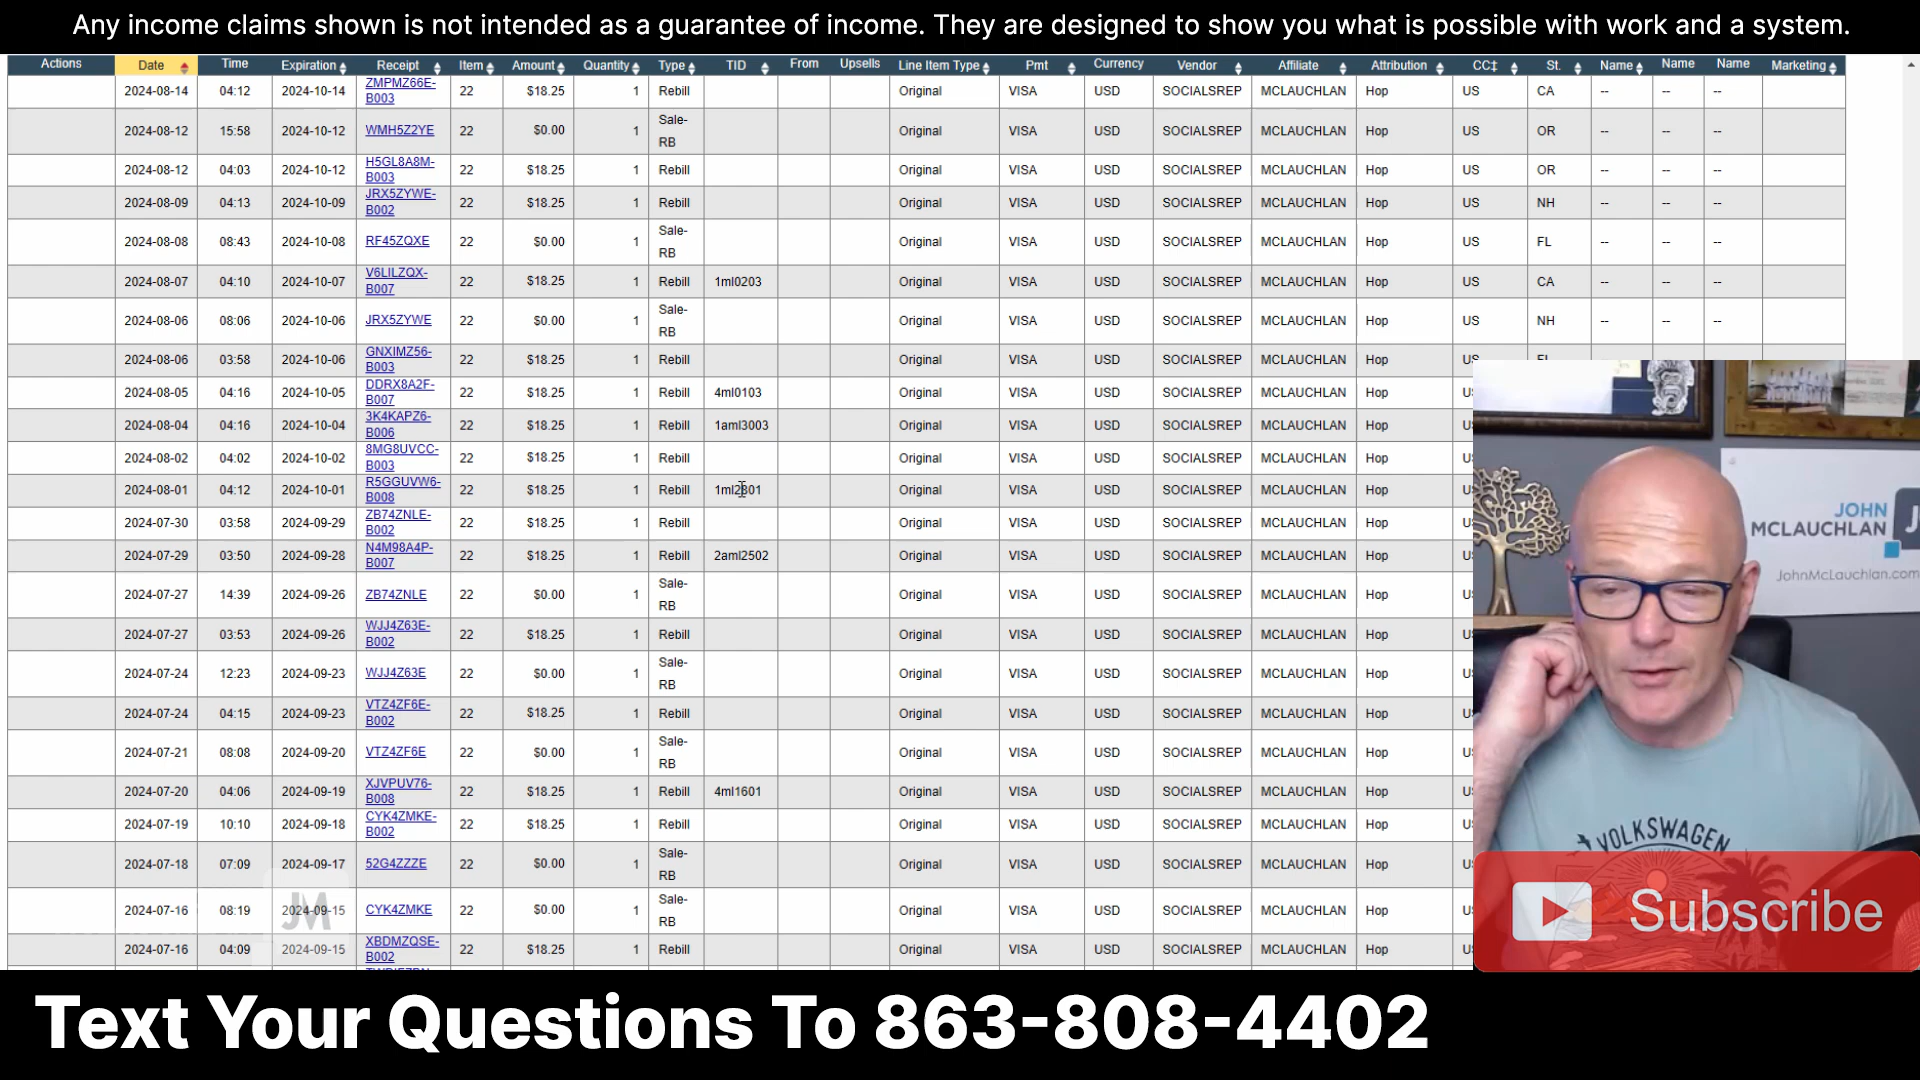 Any income claims shown is not intended as a guarantee of income. They are designed to show you what is possible with work and a system.
Actions Date Time Expiration Receipt Item Amount Quantity Type TID From Upsells Line Item Type Pmt Currency Vendor Affiliate Attribution CC‡ St. Name Name Name Marketing
2024-08-14 04:12 2024-10-14 ZMPMZ66E-B003 22 $18.25 1 Rebill Original VISA USD SOCIALSREP MCLAUCHLAN Hop US CA -- -- --
2024-08-12 15:58 2024-10-12 WMH5Z2YE 22 $0.00 1 Sale-RB Original VISA USD SOCIALSREP MCLAUCHLAN Hop US OR -- -- --
2024-08-12 04:03 2024-10-12 H5GL8A8M-B003 22 $18.25 1 Rebill Original VISA USD SOCIALSREP MCLAUCHLAN Hop US OR -- -- --
2024-08-09 04:13 2024-10-09 JRX5ZYWE-B002 22 $18.25 1 Rebill Original VISA USD SOCIALSREP MCLAUCHLAN Hop US NH -- -- --
2024-08-08 08:43 2024-10-08 RF45ZQXE 22 $0.00 1 Sale-RB Original VISA USD SOCIALSREP MCLAUCHLAN Hop US FL -- -- --
2024-08-07 04:10 2024-10-07 V6LILZQX-B007 22 $18.25 1 Rebill 1ml0203 Original VISA USD SOCIALSREP MCLAUCHLAN Hop US CA -- -- --
2024-08-06 08:06 2024-10-06 JRX5ZYWE 22 $0.00 1 Sale-RB Original VISA USD SOCIALSREP MCLAUCHLAN Hop US NH -- -- --
2024-08-06 03:58 2024-10-06 GNXIMZ56-B003 22 $18.25 1 Rebill Original VISA USD SOCIALSREP MCLAUCHLAN Hop US
2024-08-05 04:16 2024-10-05 DDRX8A2F-B007 22 $18.25 1 Rebill 4ml0103 Original VISA USD SOCIALSREP MCLAUCHLAN Hop
2024-08-04 04:16 2024-10-04 3K4KAPZ6-B006 22 $18.25 1 Rebill 1aml3003 Original VISA USD SOCIALSREP MCLAUCHLAN Hop
2024-08-02 04:02 2024-10-02 8MG8UVCC-B003 22 $18.25 1 Rebill Original VISA USD SOCIALSREP MCLAUCHLAN Hop
2024-08-01 04:12 2024-10-01 R5GGUVW6-B008 22 $18.25 1 Rebill Original VISA USD SOCIALSREP MCLAUCHLAN Hop
2024-07-30 03:58 2024-09-29 ZB74ZNLE-B002 22 $18.25 1 Rebill Original VISA USD SOCIALSREP MCLAUCHLAN Hop
2024-07-29 03:50 2024-09-28 N4M98A4P-B007 22 $18.25 1 Rebill 2aml2502 Original VISA USD SOCIALSREP MCLAUCHLAN Hop
2024-07-27 14:39 2024-09-26 ZB74ZNLE 22 $0.00 1 Sale-RB Original VISA USD SOCIALSREP MCLAUCHLAN Hop
2024-07-27 03:53 2024-09-26 WJJ4Z63E-B002 22 $18.25 1 Rebill Original VISA USD SOCIALSREP MCLAUCHLAN Hop
2024-07-24 12:23 2024-09-23 WJJ4Z63E 22 $0.00 1 Sale-RB Original VISA USD SOCIALSREP MCLAUCHLAN Hop
2024-07-24 04:15 2024-09-23 VTZ4ZF6E-B002 22 $18.25 1 Rebill Original VISA USD SOCIALSREP MCLAUCHLAN Hop
2024-07-21 08:08 2024-09-20 VTZ4ZF6E 22 $0.00 1 Sale-RB Original VISA USD SOCIALSREP MCLAUCHLAN Hop
2024-07-20 04:06 2024-09-19 XJVPUV76-B008 22 $18.25 1 Rebill 4ml1601 Original VISA USD SOCIALSREP MCLAUCHLAN Hop
2024-07-19 10:10 2024-09-18 CYK4ZMKE-B002 22 $18.25 1 Rebill Original VISA USD SOCIALSREP MCLAUCHLAN Hop
2024-07-18 07:09 2024-09-17 52G4ZZZE 22 $0.00 1 Sale-RB Original VISA USD SOCIALSREP MCLAUCHLAN Hop
2024-07-16 08:19 2024-09-15 CYK4ZMKE 22 $0.00 1 Sale-RB Original VISA USD SOCIALSREP MCLAUCHLAN Hop
2024-07-16 04:09 2024-09-15 XBDMZQSE-B002 22 $18.25 1 Rebill Original VISA USD SOCIALSREP MCLAUCHLAN Hop
JM
JOHN
MCLAUCHLAN
JohnMcLauchlan.com
VOLKSWAGEN
Subscribe
Text Your Questions To 863-808-4402